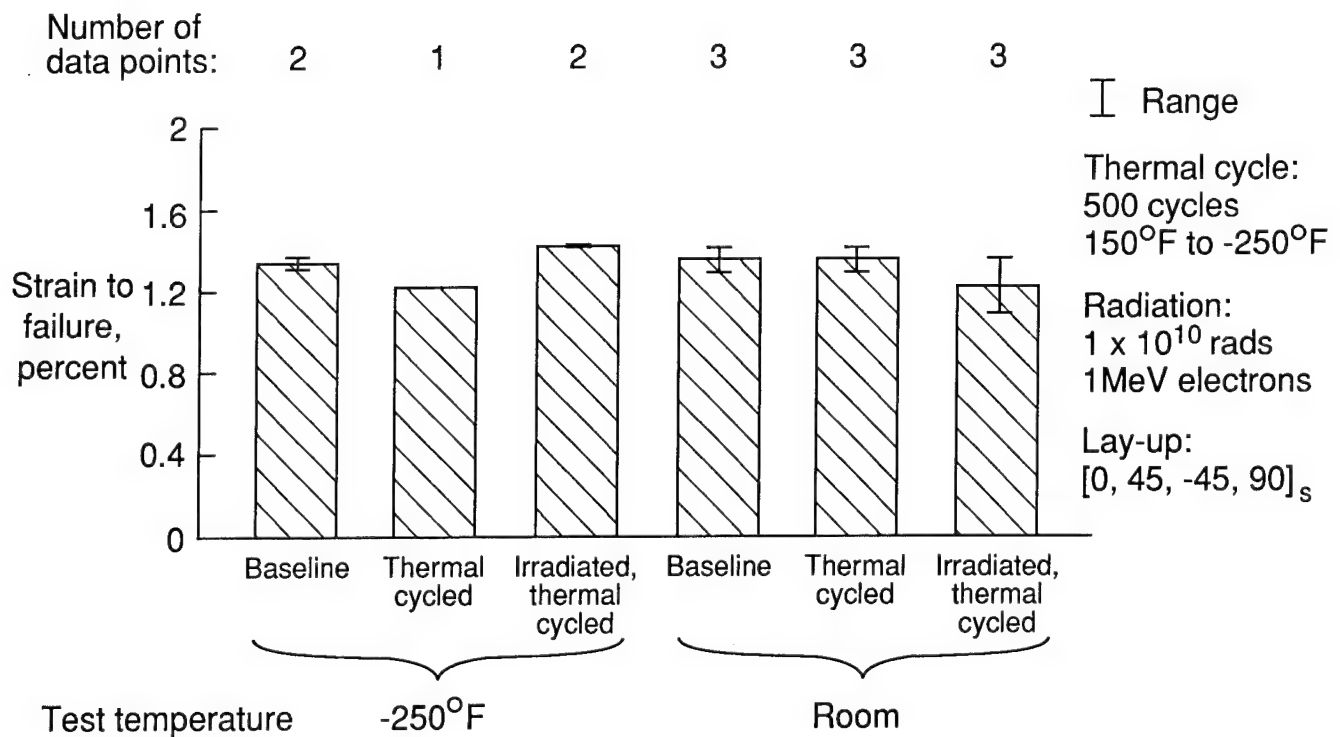 Number of
data points: 2 1 2 3 3 3
Range
Thermal cycle:
500 cycles
150°F to -250°F
Radiation:
1 x 10¹⁰ rads
1MeV electrons
Lay-up:
[0, 45, -45, 90]ₛ
2
1.6
1.2
0.8
0.4
0
Strain to
failure,
percent
Baseline
Thermal
cycled
Irradiated,
thermal
cycled
Baseline
Thermal
cycled
Irradiated,
thermal
cycled
Test temperature -250°F Room